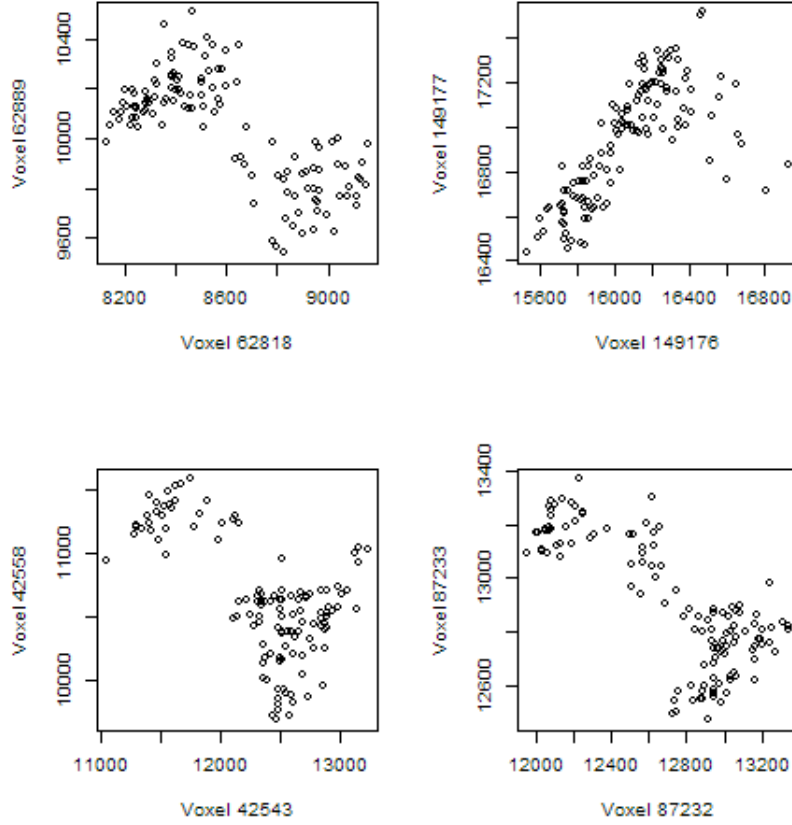 Voxel 62889
9600 10000 10400
8200 8600 9000
Voxel 62818
Voxel 149177
16400 16800 17200
15600 16000 16400 16800
Voxel 149176
Voxel 42558
10000 11000
11000 12000 13000
Voxel 42543
Voxel 87233
12600 13000 13400
12000 12400 12800 13200
Voxel 87232